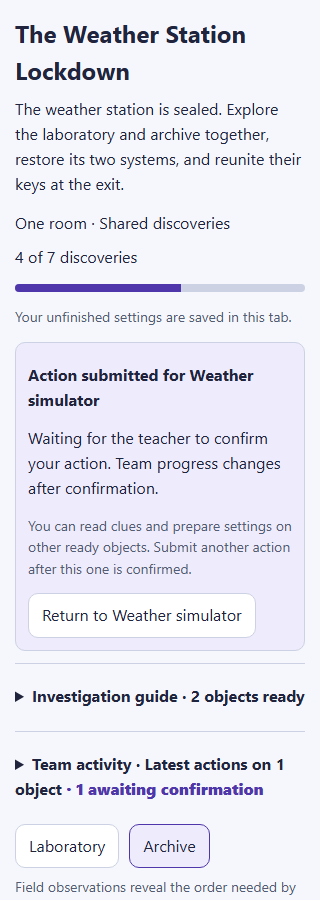 The Weather Station
Lockdown
The weather station is sealed. Explore
the laboratory and archive together,
restore its two systems, and reunite their
keys at the exit.
One room · Shared discoveries
4 of 7 discoveries
Your unfinished settings are saved in this tab.
Action submitted for Weather
simulator
Waiting for the teacher to confirm
your action. Team progress changes
after confirmation.
You can read clues and prepare settings on
other ready objects. Submit another action
after this one is confirmed.
Return to Weather simulator
Investigation guide · 2 objects ready
Team activity · Latest actions on 1
object · 1 awaiting confirmation
Laboratory Archive
Field observations reveal the order needed by